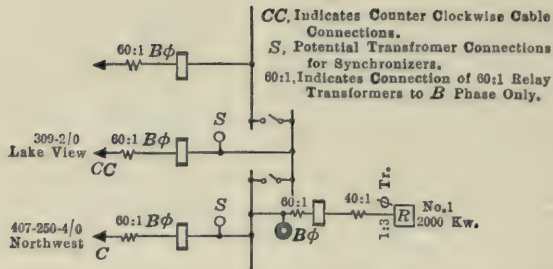 CC, Indicates Counter Clockwise Cable
Connections.
S, Potential Transfromer Connections
for Synchronizers.
60:1, Indicates Connection of 60:1 Relay
Transformers to B Phase Only.
60:1 Bϕ
S
309-2/0
Lake View
60:1 Bϕ
CC
S
407-250-4/0
Northwest
60:1 Bϕ
C
60:1
Bϕ
40:1
1:3 ϕ Tr.
R
No.1
2000 Kw.